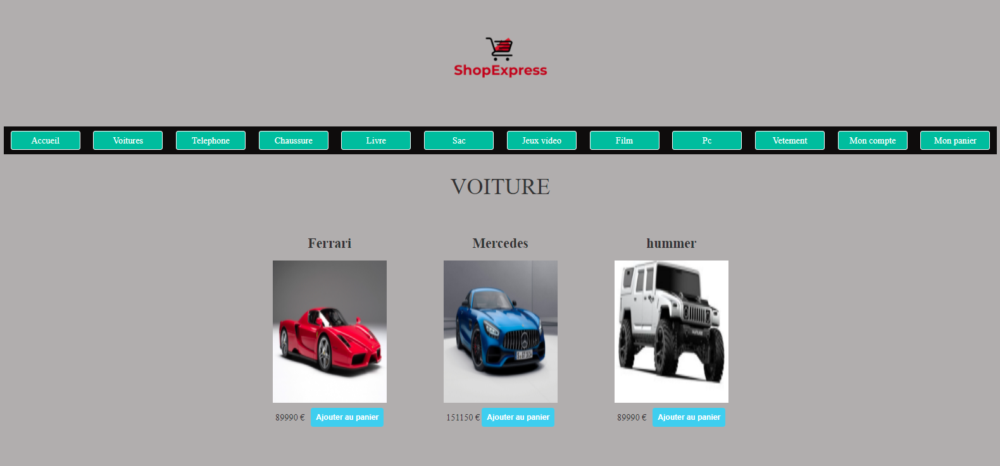 ShopExpress
Accueil Voitures Telephone Chaussure Livre Sac Jeux video Film Pc Vetement Mon compte Mon panier
VOITURE
Ferrari Mercedes hummer
89990 € Ajouter au panier 151150 € Ajouter au panier 89990 € Ajouter au panier